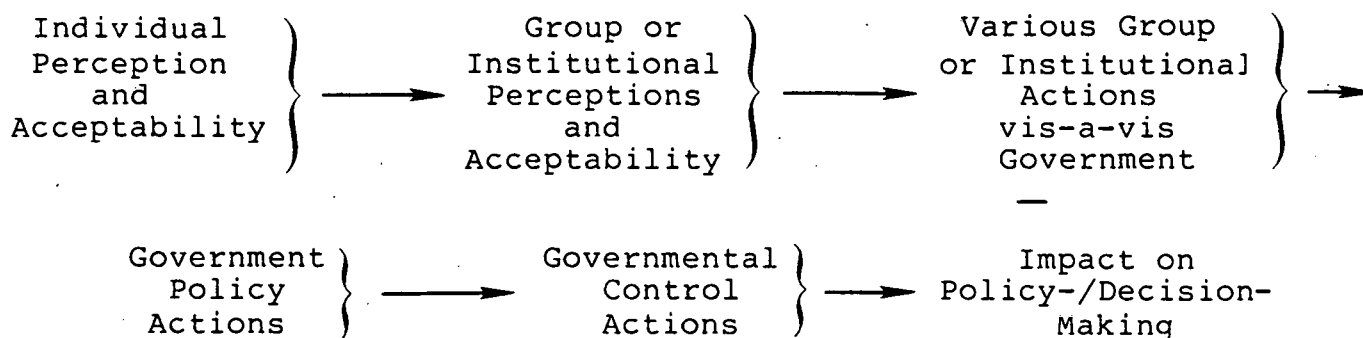 Individual
Perception
and
Acceptability
Group or
Institutional
Perceptions
and
Acceptability
Various Group
or Institutional
Actions
vis-a-vis
Government
Government
Policy
Actions
Governmental
Control
Actions
Impact on
Policy-/Decision-
Making